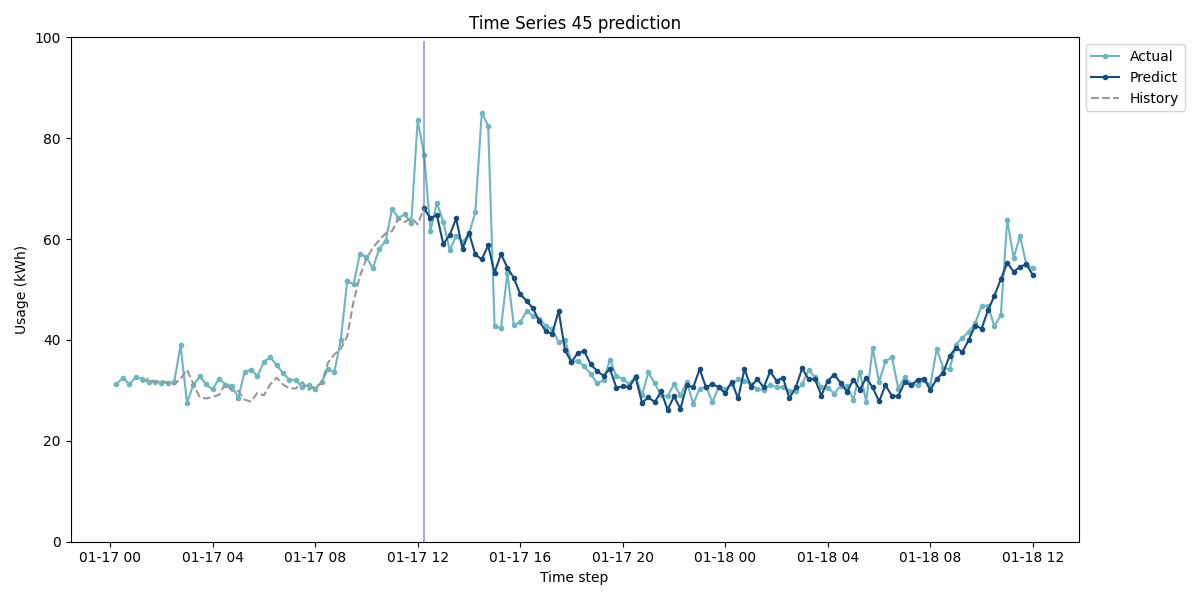 Time Series 45 prediction
100
80
60
40
20
0
Usage (kWh)
01-17 00
01-17 04
01-17 08
01-17 12
01-17 16
01-17 20
01-18 00
01-18 04
01-18 08
01-18 12
Time step
Actual
Predict
History